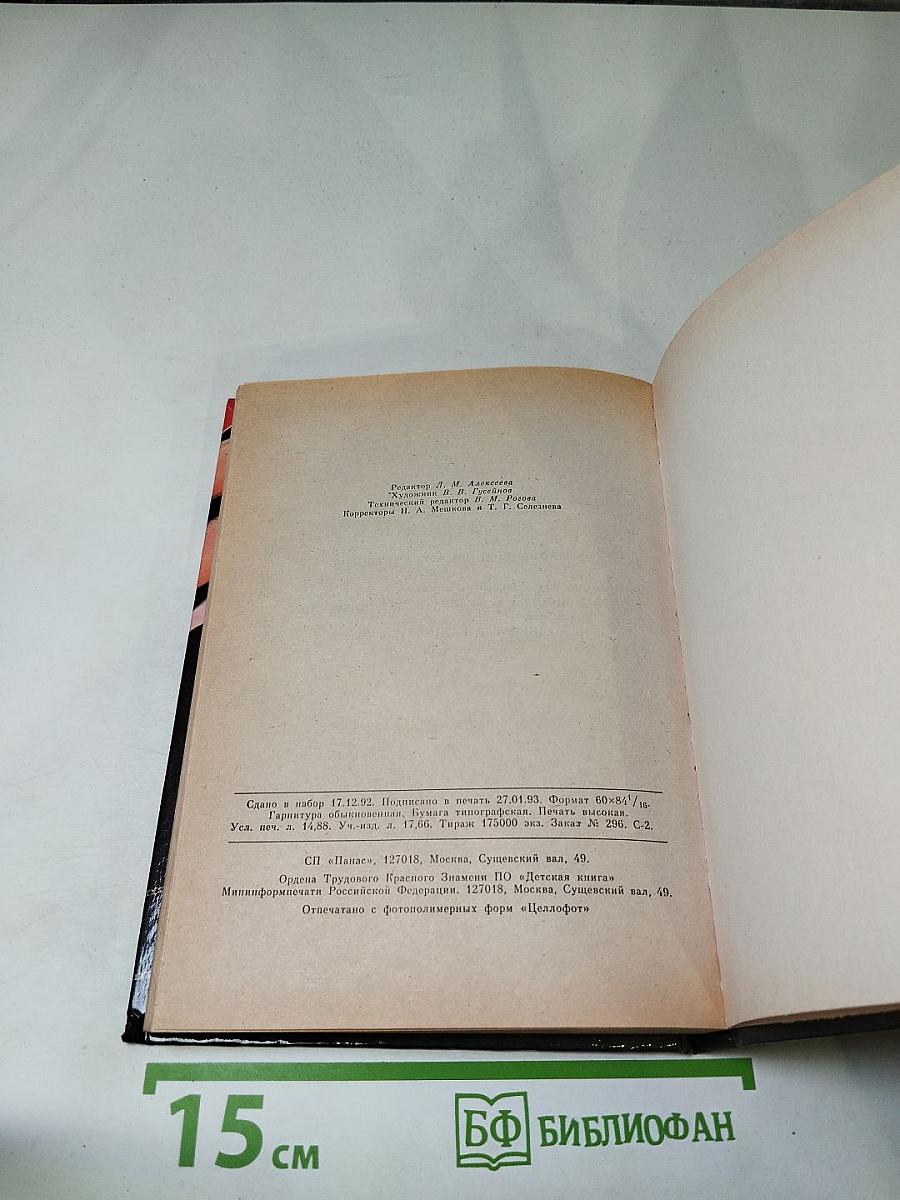 Редактор Л. М. Алексеева
Художник В. В. Гусейнов
Технический редактор В. М. Рогова
Корректоры Н. А. Мешкова и Т. Г. Селезнева
Сдано в набор 17.12.92. Подписано в печать 27.01.93. Формат 60×84¹/₁₆.
Гарнитура обыкновенная. Бумага типографская. Печать высокая.
Усл. печ. л. 14,88. Уч.-изд. л. 17,66. Тираж 175000 экз. Заказ № 296. С-2.
СП «Панас», 127018, Москва, Сущевский вал, 49.
Ордена Трудового Красного Знамени ПО «Детская книга»
Мининформпечати Российской Федерации. 127018, Москва, Сущевский вал, 49.
Отпечатано с фотополимерных форм «Целлофот»
15 см
БФ БИБЛИОФАН